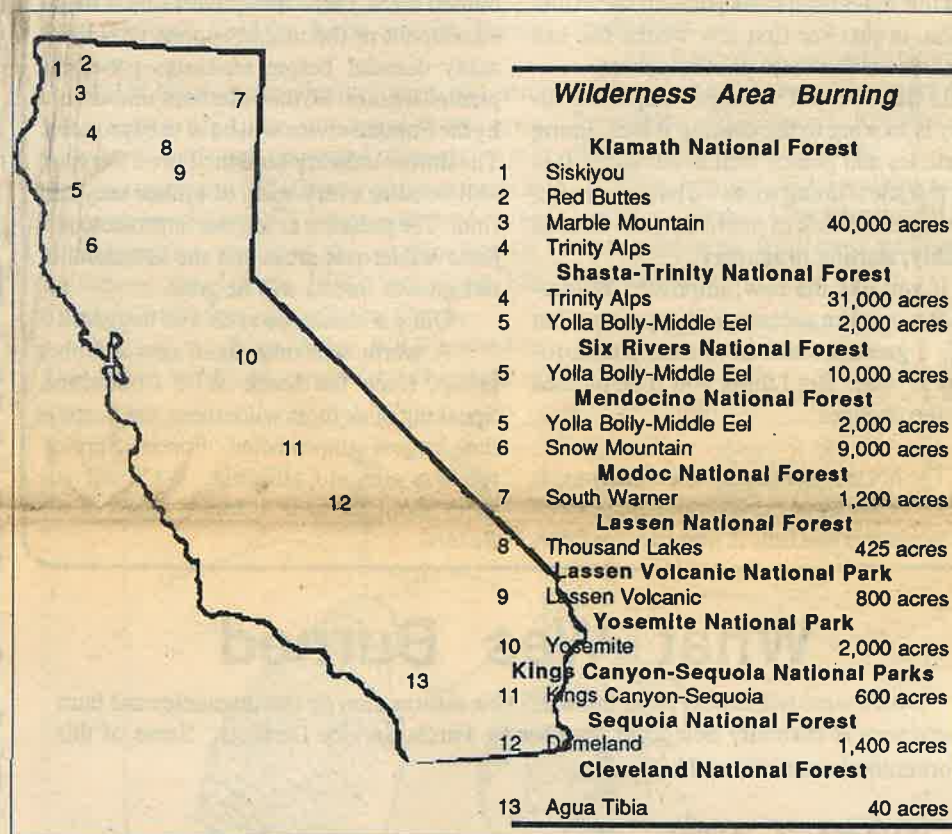 2
3
7
4
8
9
5
6
10
11
12
13
Wilderness Area Burning
Klamath National Forest
1 Siskiyou
2 Red Buttes
3 Marble Mountain 40,000 acres
4 Trinity Alps
Shasta-Trinity National Forest
4 Trinity Alps 31,000 acres
5 Yolla Bolly-Middle Eel 2,000 acres
Six Rivers National Forest
5 Yolla Bolly-Middle Eel 10,000 acres
Mendocino National Forest
5 Yolla Bolly-Middle Eel 2,000 acres
6 Snow Mountain 9,000 acres
Modoc National Forest
7 South Warner 1,200 acres
Lassen National Forest
8 Thousand Lakes 425 acres
Lassen Volcanic National Park
9 Lassen Volcanic 800 acres
Yosemite National Park
10 Yosemite 2,000 acres
Kings Canyon-Sequoia National Parks
11 Kings Canyon-Sequoia 600 acres
Sequoia National Forest
12 Domeland 1,400 acres
Cleveland National Forest
13 Agua Tibia 40 acres